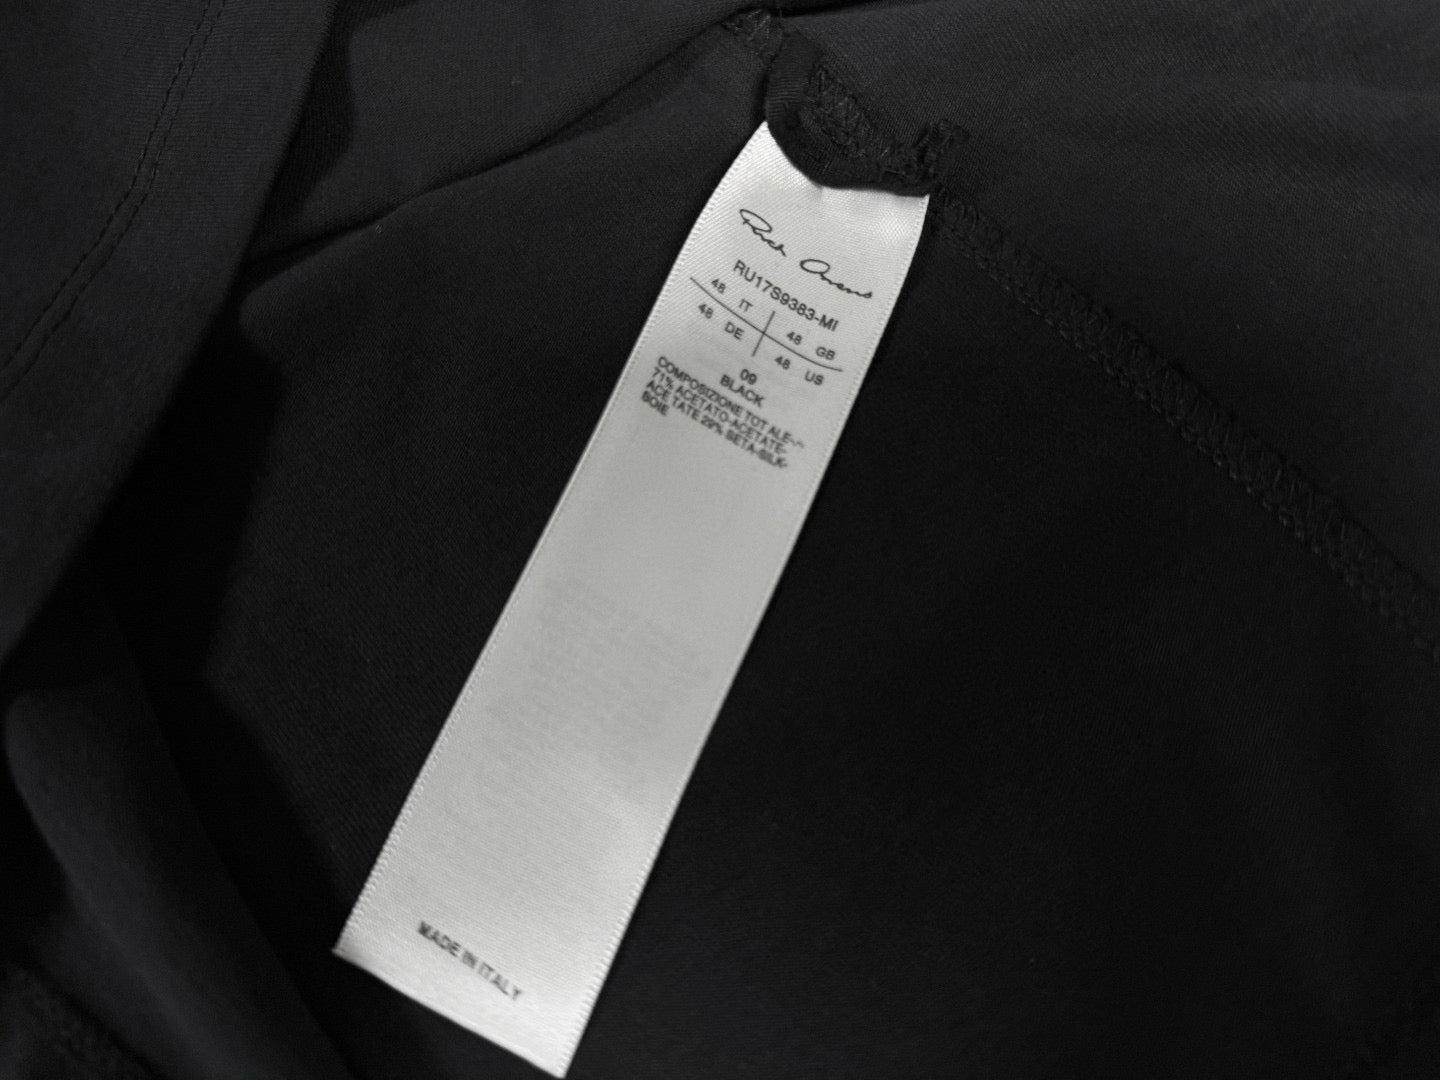 Rick Owens
RU17S9383-MI
48 IT 48 GB
48 DE 48 US
09
BLACK
COMPOSIZIONE TOTALE-
71% ACETATO-ACETATE-
ACETATE 29% SETA-SILK-
SOIE
MADE IN ITALY